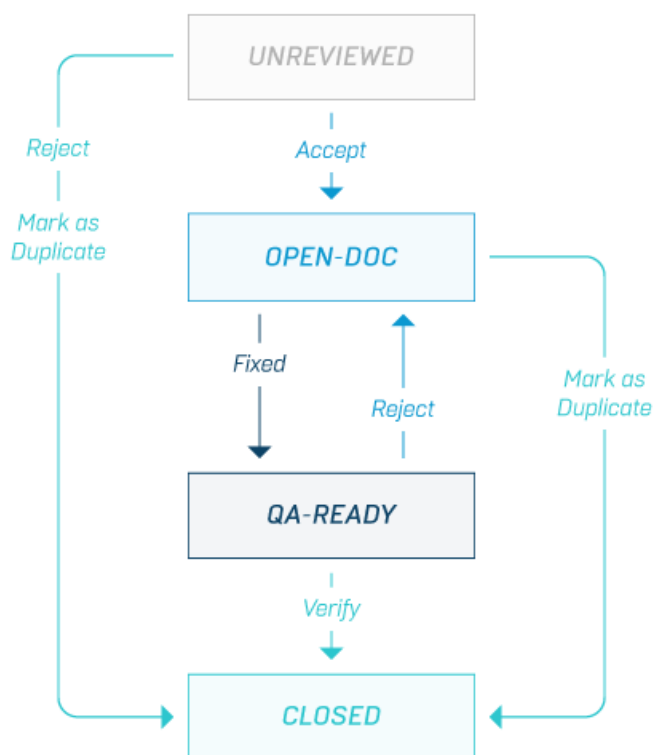 UNREVIEWED
Reject
Accept
Mark as
Duplicate
OPEN-DOC
Fixed
Mark as
Duplicate
Reject
QA-READY
Verify
CLOSED